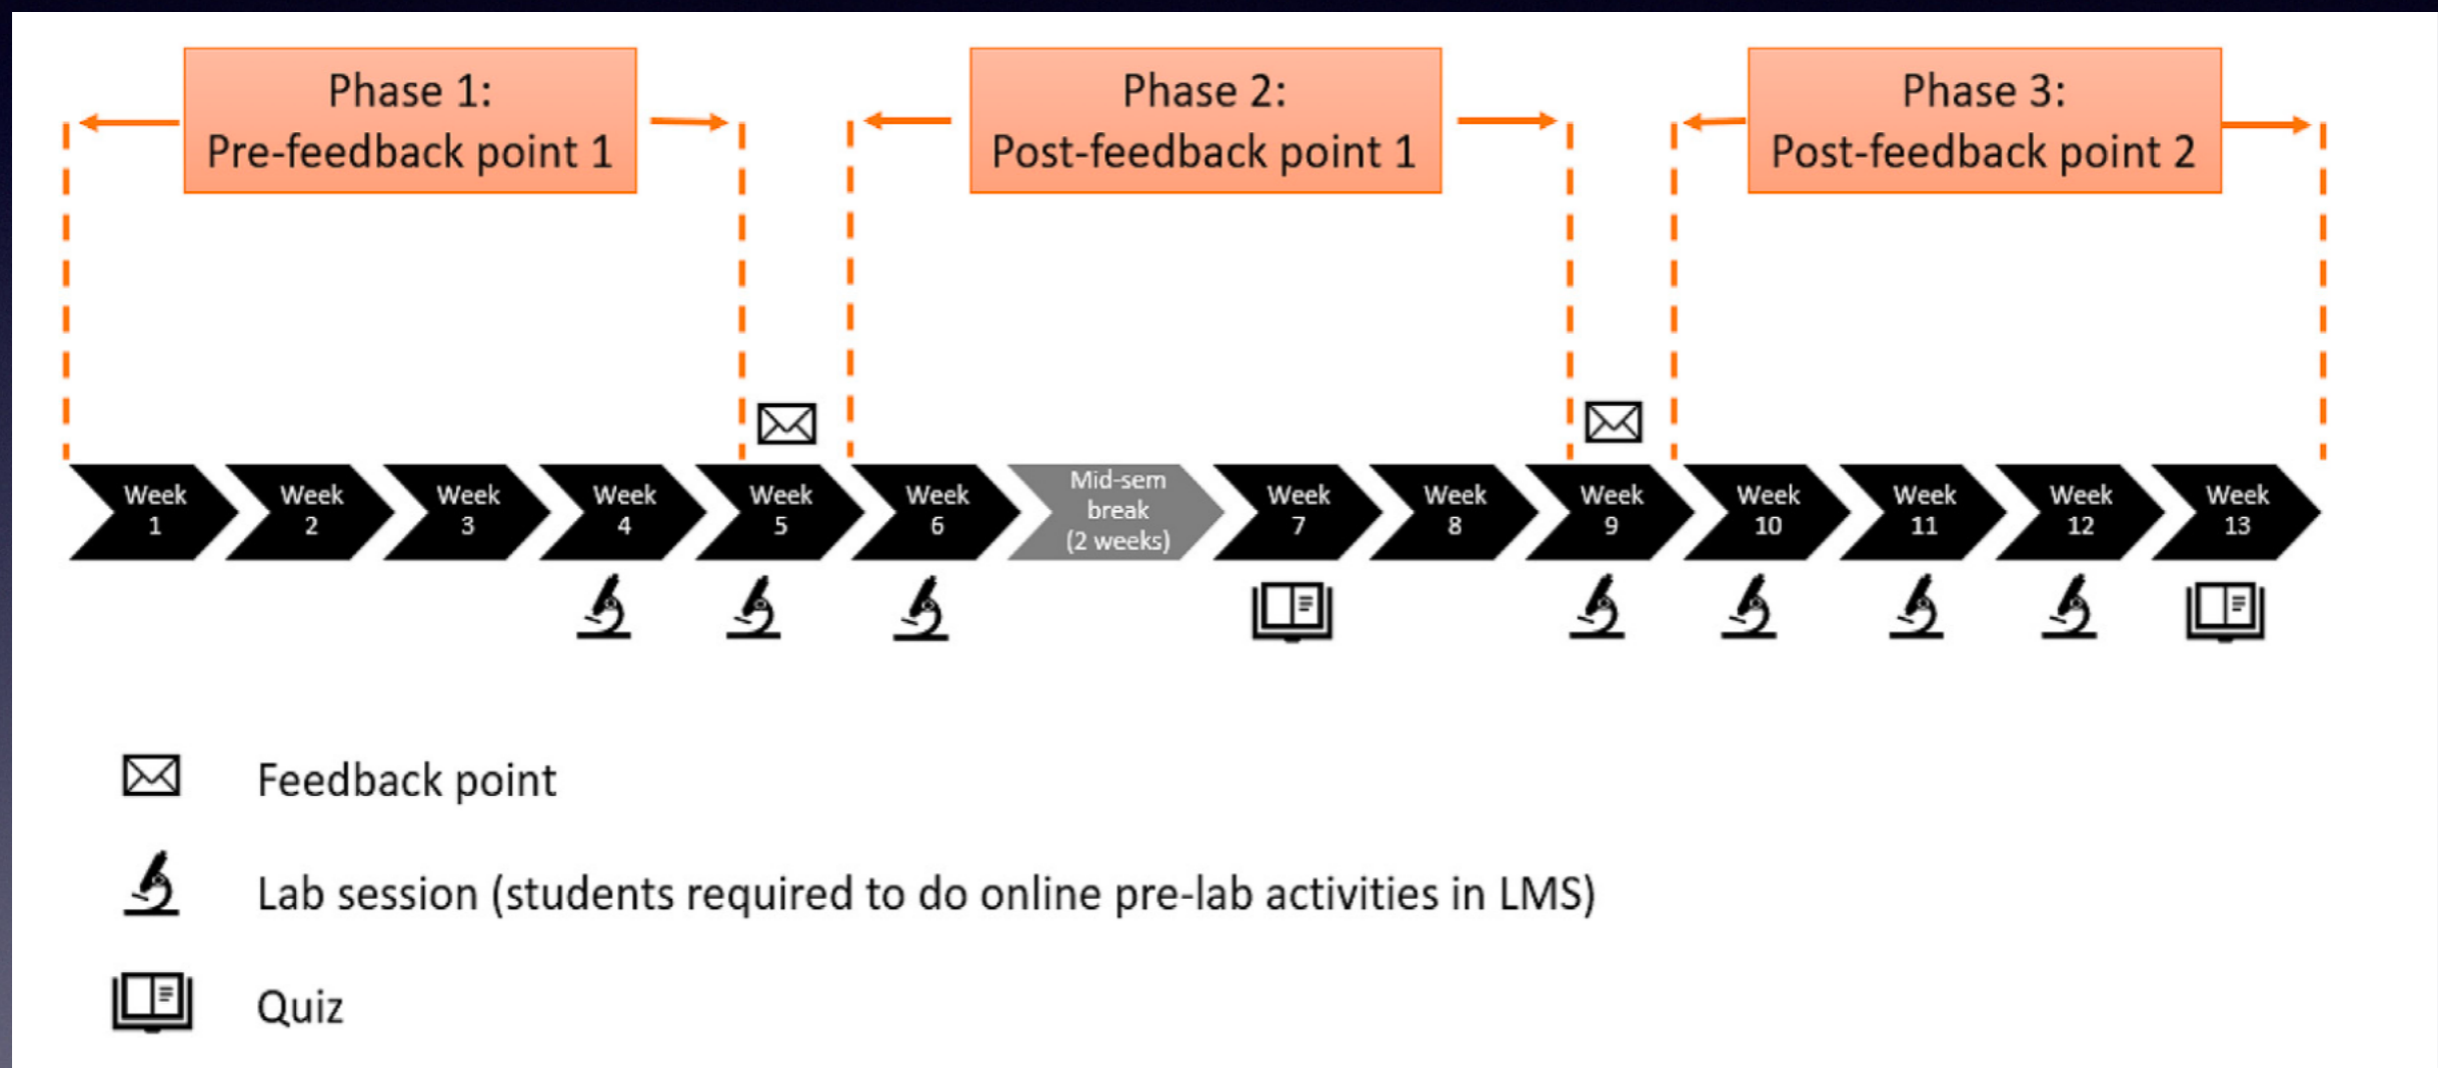 Phase 1:
Pre-feedback point 1
Phase 2:
Post-feedback point 1
Phase 3:
Post-feedback point 2
Week
1
Week
2
Week
3
Week
4
Week
5
Week
6
Mid-sem
break
(2 weeks)
Week
7
Week
8
Week
9
Week
10
Week
11
Week
12
Week
13
Feedback point
Lab session (students required to do online pre-lab activities in LMS)
Quiz